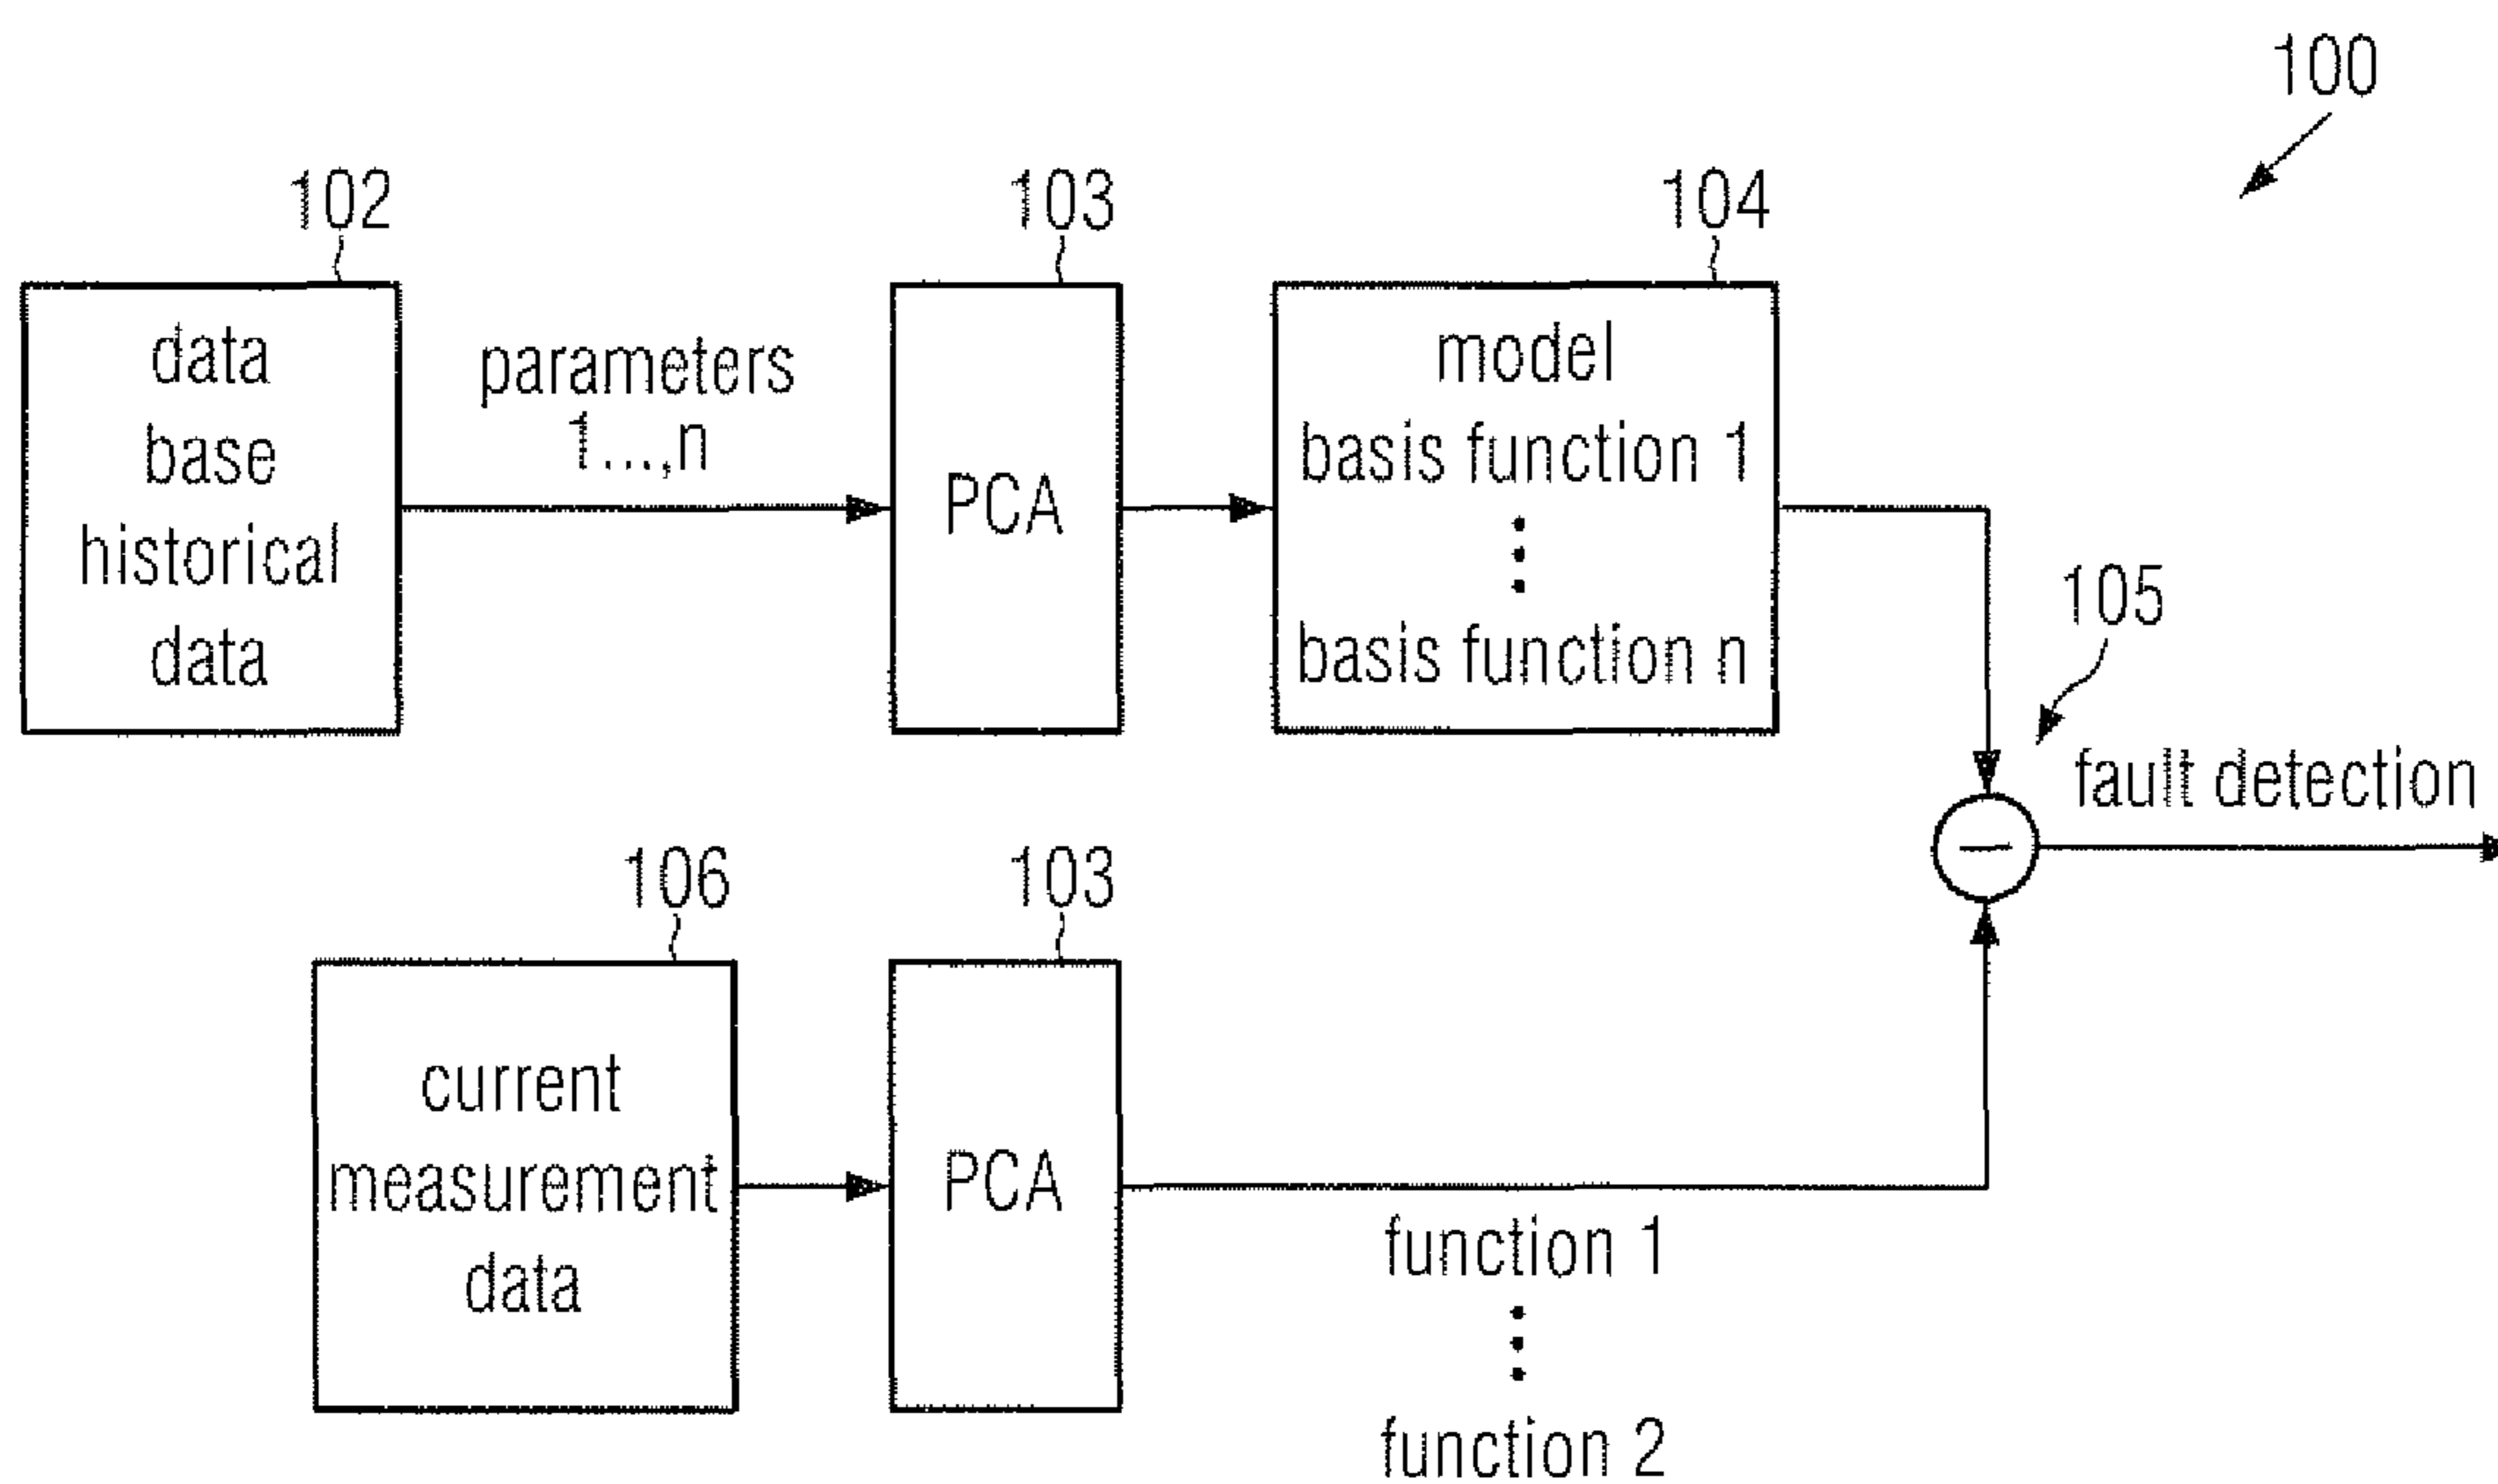 100
102
103
104
data
base
historical
data
parameters
1...,n
PCA
model
basis function 1
basis function n
105
fault detection
106
103
current
measurement
data
PCA
function 1
function 2